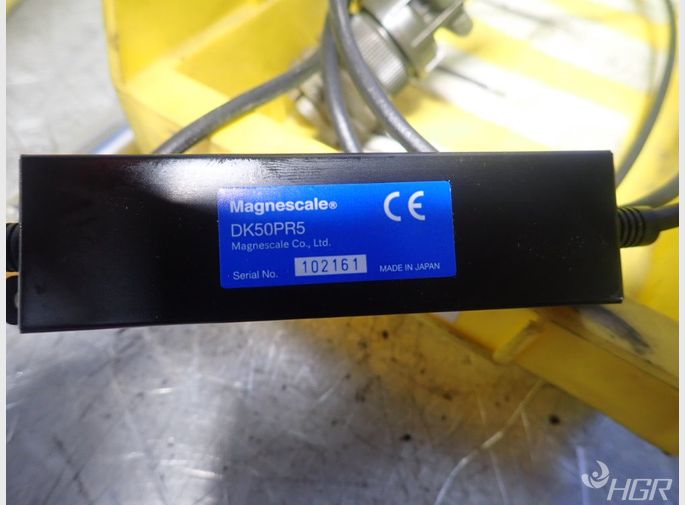 Magnescale®
CE
DK50PR5
Magnescale Co., Ltd.
Serial No. 102161 MADE IN JAPAN
HGR